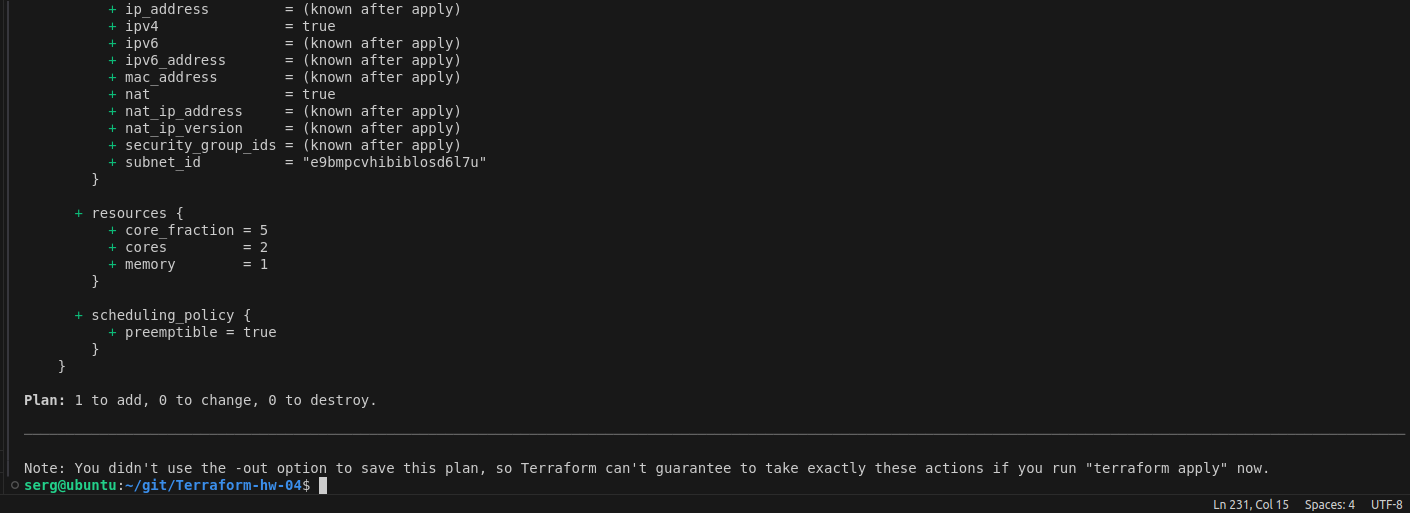 + ip_address         = (known after apply)
+ ipv4               = true
+ ipv6               = (known after apply)
+ ipv6_address       = (known after apply)
+ mac_address        = (known after apply)
+ nat                = true
+ nat_ip_address     = (known after apply)
+ nat_ip_version     = (known after apply)
+ security_group_ids = (known after apply)
+ subnet_id          = "e9bmpcvhibiblosd6l7u"
}
+ resources {
+ core_fraction = 5
+ cores         = 2
+ memory        = 1
}
+ scheduling_policy {
+ preemptible = true
}
}
Plan: 1 to add, 0 to change, 0 to destroy.
Note: You didn't use the -out option to save this plan, so Terraform can't guarantee to take exactly these actions if you run "terraform apply" now.
serg@ubuntu:~/git/Terraform-hw-04$
Ln 231, Col 15 Spaces: 4 UTF-8